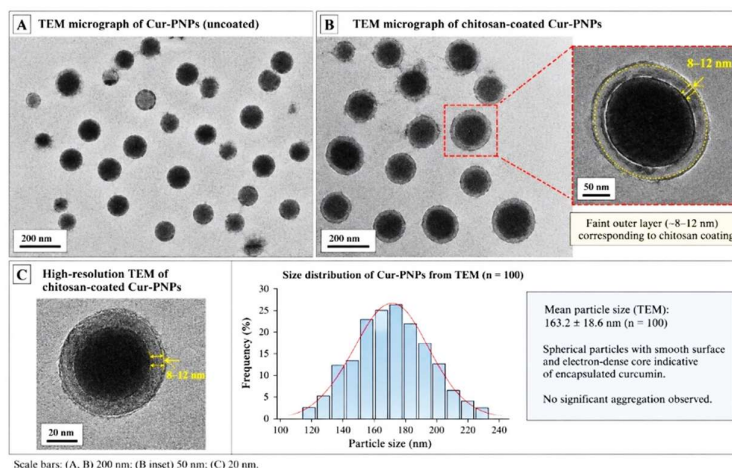 A TEM micrograph of Cur-PNPs (uncoated)
200 nm
B TEM micrograph of chitosan-coated Cur-PNPs
200 nm
8–12 nm
50 nm
Faint outer layer (~8–12 nm)
corresponding to chitosan coating
C High-resolution TEM of
chitosan-coated Cur-PNPs
8–12 nm
20 nm
Size distribution of Cur-PNPs from TEM (n = 100)
Frequency (%)
30
25
20
15
10
5
0
100 120 140 160 180 200 220 240
Particle size (nm)
Mean particle size (TEM):
163.2 ± 18.6 nm (n = 100)
Spherical particles with smooth surface
and electron-dense core indicative
of encapsulated curcumin.
No significant aggregation observed.
Scale bars: (A, B) 200 nm; (B inset) 50 nm; (C) 20 nm.